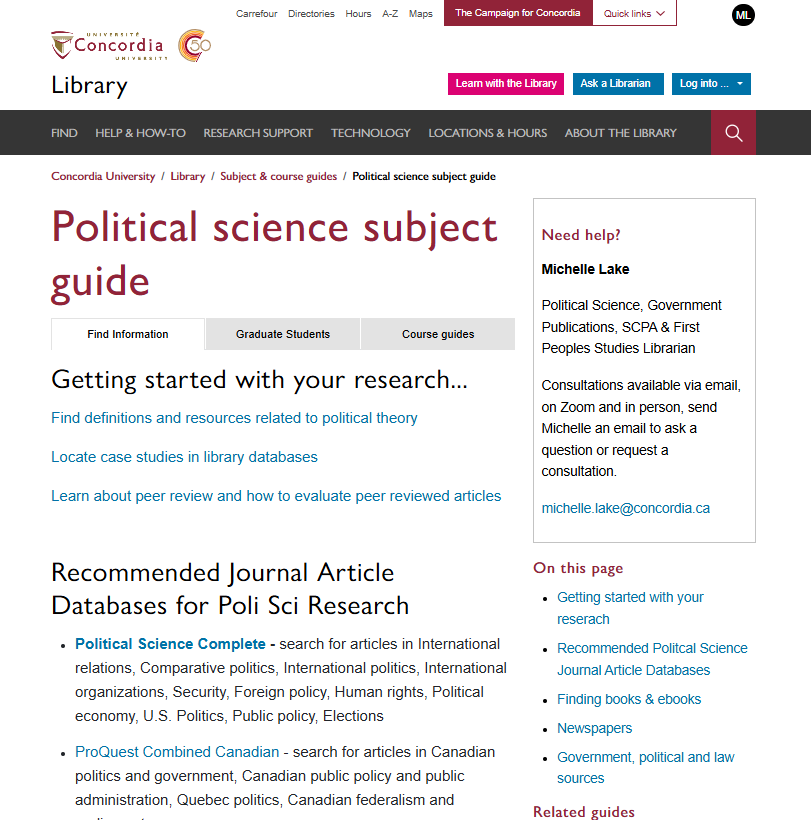 Carrefour Directories Hours A-Z Maps The Campaign for Concordia Quick links ML
UNIVERSITÉ
Concordia
UNIVERSITY
50
Library
Learn with the Library Ask a Librarian Log into ...
FIND HELP & HOW-TO RESEARCH SUPPORT TECHNOLOGY LOCATIONS & HOURS ABOUT THE LIBRARY
Concordia University / Library / Subject & course guides / Political science subject guide
Political science subject
guide
Find Information Graduate Students Course guides
Getting started with your research...
Find definitions and resources related to political theory
Locate case studies in library databases
Learn about peer review and how to evaluate peer reviewed articles
Recommended Journal Article
Databases for Poli Sci Research
• Political Science Complete - search for articles in International
relations, Comparative politics, International politics, International
organizations, Security, Foreign policy, Human rights, Political
economy, U.S. Politics, Public policy, Elections
• ProQuest Combined Canadian - search for articles in Canadian
politics and government, Canadian public policy and public
administration, Quebec politics, Canadian federalism and
Need help?
Michelle Lake
Political Science, Government
Publications, SCPA & First
Peoples Studies Librarian
Consultations available via email,
on Zoom and in person, send
Michelle an email to ask a
question or request a
consultation.
michelle.lake@concordia.ca
On this page
• Getting started with your
reserach
• Recommended Politcal Science
Journal Article Databases
• Finding books & ebooks
• Newspapers
• Government, political and law
sources
Related guides